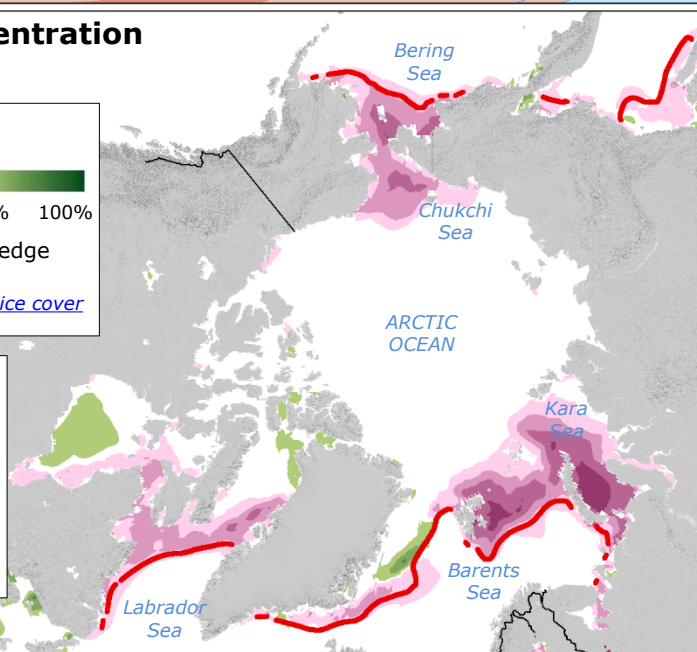 entration
Bering
Sea
% 100%
edge
ice cover
Chukchi
Sea
ARCTIC
OCEAN
Kara
Sea
Barents
Sea
Labrador
Sea